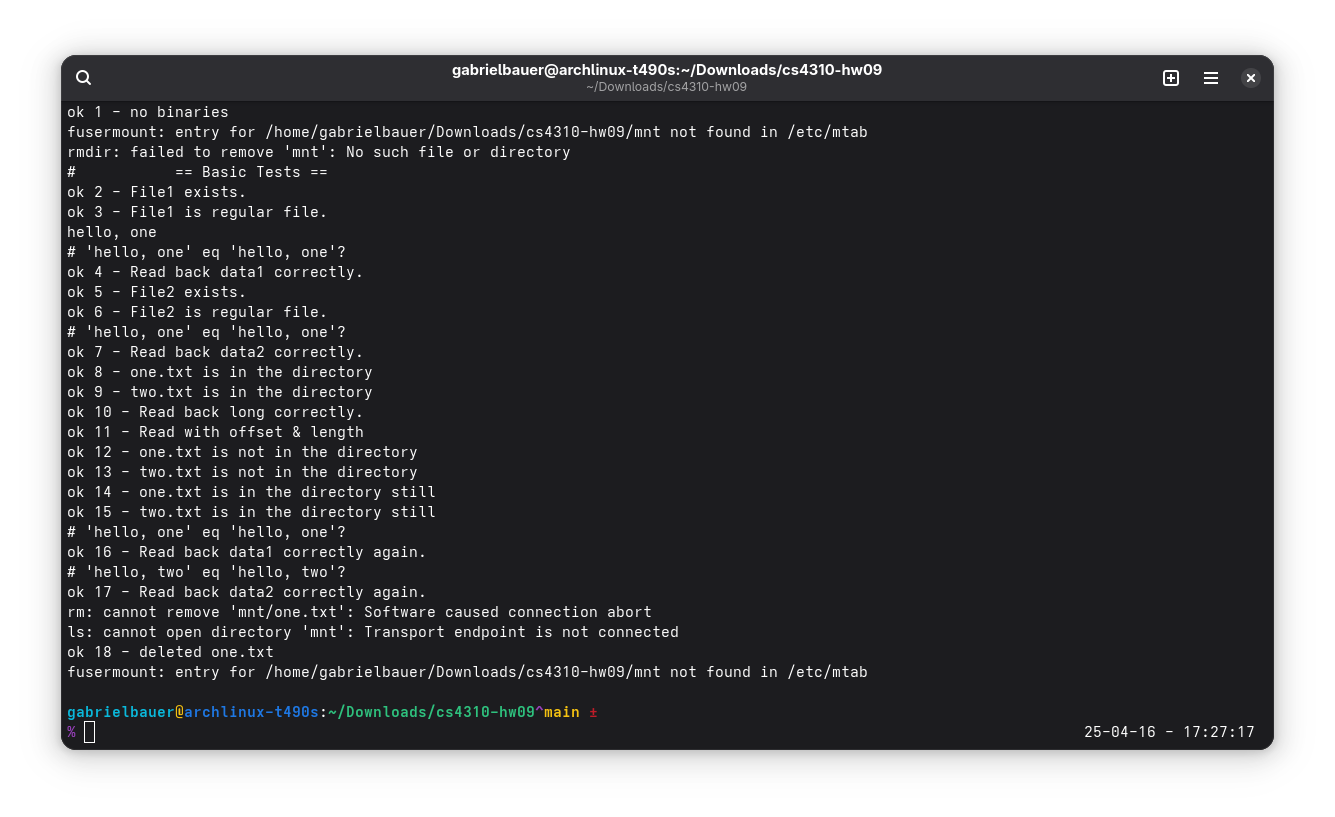 gabrielbauer@archlinux-t490s:~/Downloads/cs4310-hw09
~/Downloads/cs4310-hw09
ok 1 - no binaries
fusermount: entry for /home/gabrielbauer/Downloads/cs4310-hw09/mnt not found in /etc/mtab
rmdir: failed to remove 'mnt': No such file or directory
#           == Basic Tests ==
ok 2 - File1 exists.
ok 3 - File1 is regular file.
hello, one
# 'hello, one' eq 'hello, one'?
ok 4 - Read back data1 correctly.
ok 5 - File2 exists.
ok 6 - File2 is regular file.
# 'hello, one' eq 'hello, one'?
ok 7 - Read back data2 correctly.
ok 8 - one.txt is in the directory
ok 9 - two.txt is in the directory
ok 10 - Read back long correctly.
ok 11 - Read with offset & length
ok 12 - one.txt is not in the directory
ok 13 - two.txt is not in the directory
ok 14 - one.txt is in the directory still
ok 15 - two.txt is in the directory still
# 'hello, one' eq 'hello, one'?
ok 16 - Read back data1 correctly again.
# 'hello, two' eq 'hello, two'?
ok 17 - Read back data2 correctly again.
rm: cannot remove 'mnt/one.txt': Software caused connection abort
ls: cannot open directory 'mnt': Transport endpoint is not connected
ok 18 - deleted one.txt
fusermount: entry for /home/gabrielbauer/Downloads/cs4310-hw09/mnt not found in /etc/mtab
gabrielbauer@archlinux-t490s:~/Downloads/cs4310-hw09^main ±
% 25-04-16 - 17:27:17